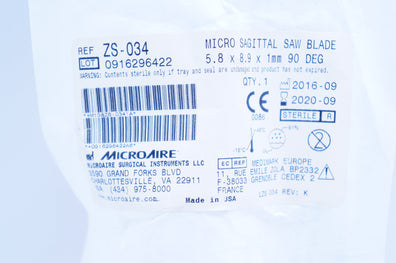 REF ZS-034
LOT 0916296422
WARNING: Contents sterile only if tray and seal are undamaged and product has not expired.
MICRO SAGITTAL SAW BLADE
5.8 x 8.9 x 1mm 90 DEG
QTY. 1
2016-09
2020-09
CE
0086
STERILE R
MICROAIRE
MICROAIRE SURGICAL INSTRUMENTS LLC
3590 GRAND FORKS BLVD
CHARLOTTESVILLE, VA 22911
USA (434) 975-8000
www.microaire.com
EC REP
MEDIMARK EUROPE
11, RUE EMILE ZOLA BP2332
F-38033 GRENOBLE CEDEX 2
FRANCE
LZS-034 REV: K
Made in USA